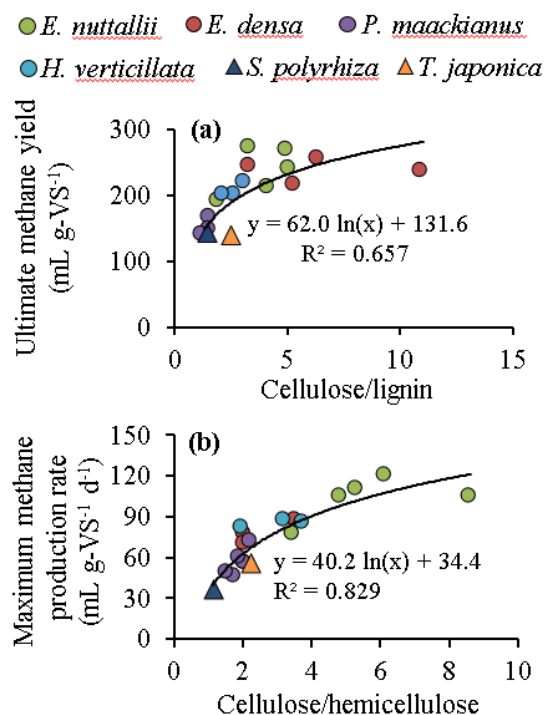 E. nuttallii E. densa P. maackianus
H. verticillata S. polyrhiza T. japonica
(a)
Ultimate methane yield
(mL g-VS⁻¹)
300
200
100
0
y = 62.0 ln(x) + 131.6
R² = 0.657
0 5 10 15
Cellulose/lignin
(b)
Maximum methane
production rate
(mL g-VS⁻¹ d⁻¹)
150
120
90
60
30
0
y = 40.2 ln(x) + 34.4
R² = 0.829
0 2 4 6 8 10
Cellulose/hemicellulose